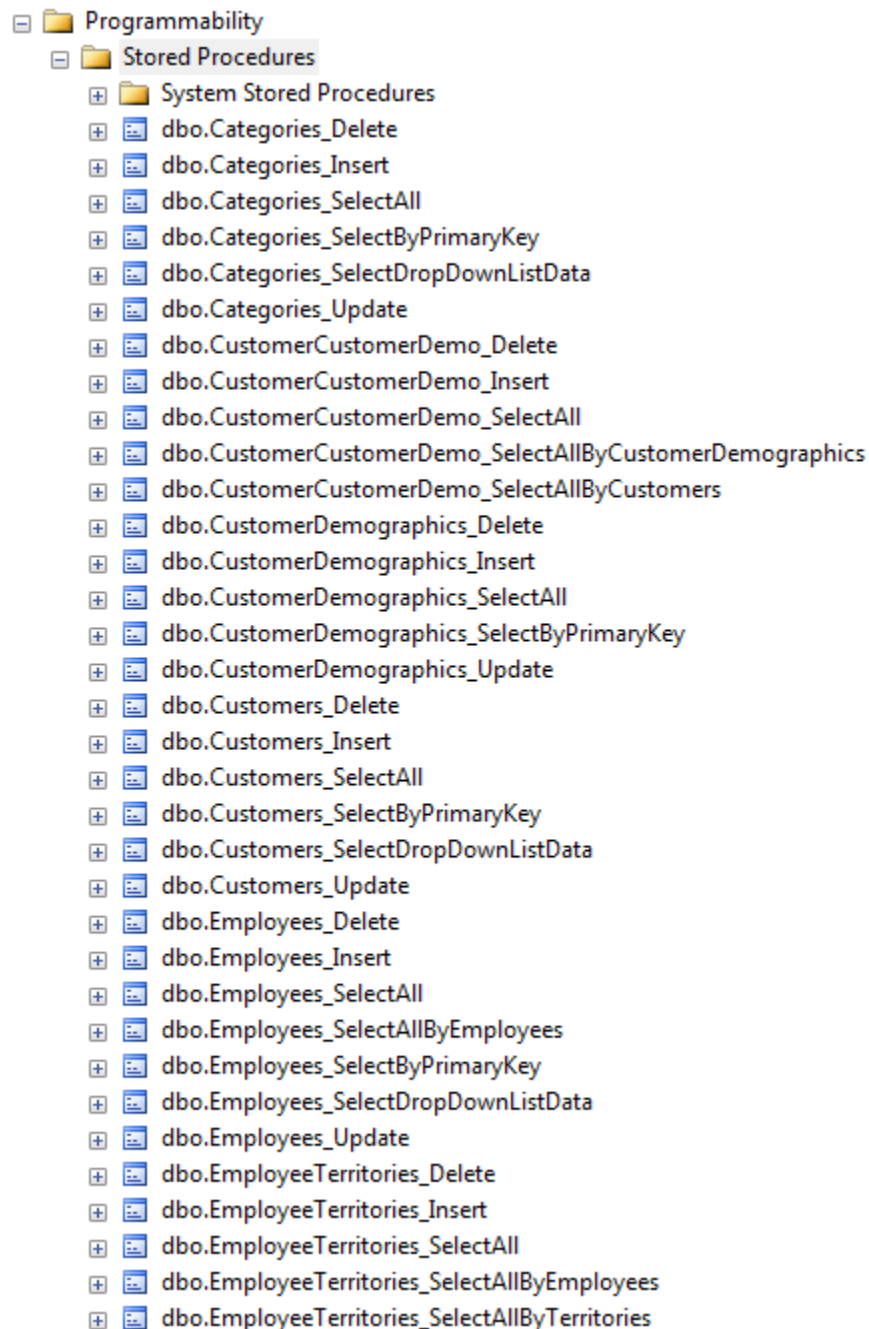 Programmability
Stored Procedures
System Stored Procedures
dbo.Categories_Delete
dbo.Categories_Insert
dbo.Categories_SelectAll
dbo.Categories_SelectByPrimaryKey
dbo.Categories_SelectDropDownListData
dbo.Categories_Update
dbo.CustomerCustomerDemo_Delete
dbo.CustomerCustomerDemo_Insert
dbo.CustomerCustomerDemo_SelectAll
dbo.CustomerCustomerDemo_SelectAllByCustomerDemographics
dbo.CustomerCustomerDemo_SelectAllByCustomers
dbo.CustomerDemographics_Delete
dbo.CustomerDemographics_Insert
dbo.CustomerDemographics_SelectAll
dbo.CustomerDemographics_SelectByPrimaryKey
dbo.CustomerDemographics_Update
dbo.Customers_Delete
dbo.Customers_Insert
dbo.Customers_SelectAll
dbo.Customers_SelectByPrimaryKey
dbo.Customers_SelectDropDownListData
dbo.Customers_Update
dbo.Employees_Delete
dbo.Employees_Insert
dbo.Employees_SelectAll
dbo.Employees_SelectAllByEmployees
dbo.Employees_SelectByPrimaryKey
dbo.Employees_SelectDropDownListData
dbo.Employees_Update
dbo.EmployeeTerritories_Delete
dbo.EmployeeTerritories_Insert
dbo.EmployeeTerritories_SelectAll
dbo.EmployeeTerritories_SelectAllByEmployees
dbo.EmployeeTerritories_SelectAllByTerritories